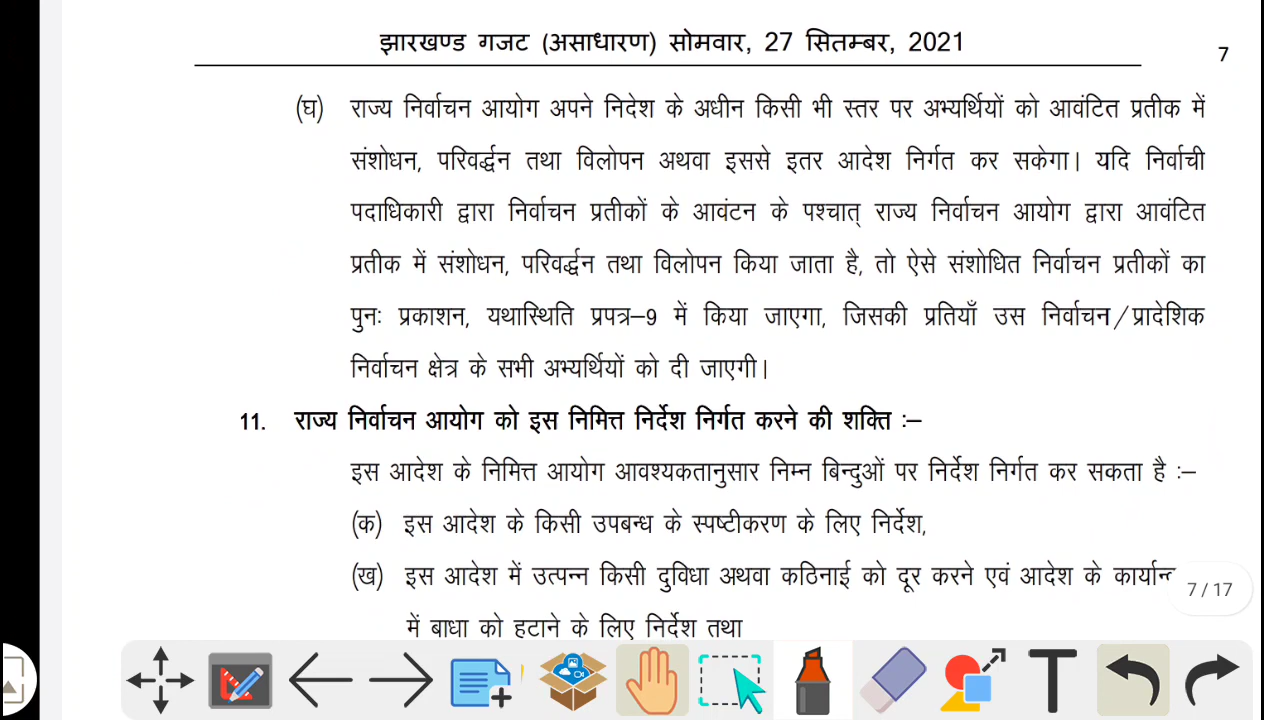 झारखण्ड गजट (असाधारण) सोमवार, 27 सितम्बर, 2021
7
(घ) राज्य निर्वाचन आयोग अपने निदेश के अधीन किसी भी स्तर पर अभ्यर्थियों को आवंटित प्रतीक में
संशोधन, परिवर्द्धन तथा विलोपन अथवा इससे इतर आदेश निर्गत कर सकेगा। यदि निर्वाची
पदाधिकारी द्वारा निर्वाचन प्रतीकों के आवंटन के पश्चात् राज्य निर्वाचन आयोग द्वारा आवंटित
प्रतीक में संशोधन, परिवर्द्धन तथा विलोपन किया जाता है, तो ऐसे संशोधित निर्वाचन प्रतीकों का
पुनः प्रकाशन, यथास्थिति प्रपत्र–9 में किया जाएगा, जिसकी प्रतियाँ उस निर्वाचन/प्रादेशिक
निर्वाचन क्षेत्र के सभी अभ्यर्थियों को दी जाएगी।
11. राज्य निर्वाचन आयोग को इस निमित्त निर्देश निर्गत करने की शक्ति :–
इस आदेश के निमित्त आयोग आवश्यकतानुसार निम्न बिन्दुओं पर निर्देश निर्गत कर सकता है :–
(क) इस आदेश के किसी उपबन्ध के स्पष्टीकरण के लिए निर्देश,
(ख) इस आदेश में उत्पन्न किसी दुविधा अथवा कठिनाई को दूर करने एवं आदेश के
7 / 17
में बाधा को हटाने के लिए निर्देश तथा
T